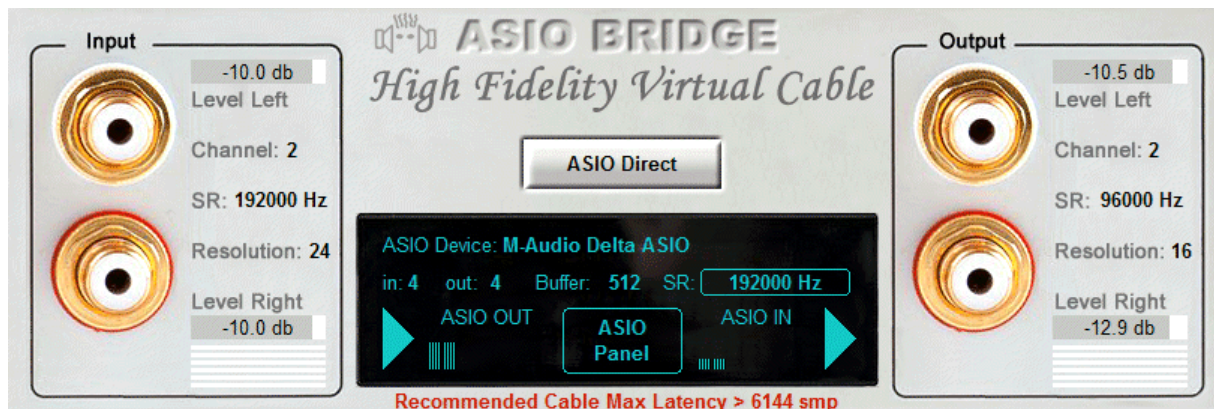 Input
-10.0 db
Level Left
Channel: 2
SR: 192000 Hz
Resolution: 24
Level Right
-10.0 db
ASIO BRIDGE
High Fidelity Virtual Cable
ASIO Direct
ASIO Device: M-Audio Delta ASIO
in: 4 out: 4 Buffer: 512 SR: 192000 Hz
ASIO OUT
ASIO Panel
ASIO IN
Recommended Cable Max Latency > 6144 smp
Output
-10.5 db
Level Left
Channel: 2
SR: 96000 Hz
Resolution: 16
Level Right
-12.9 db